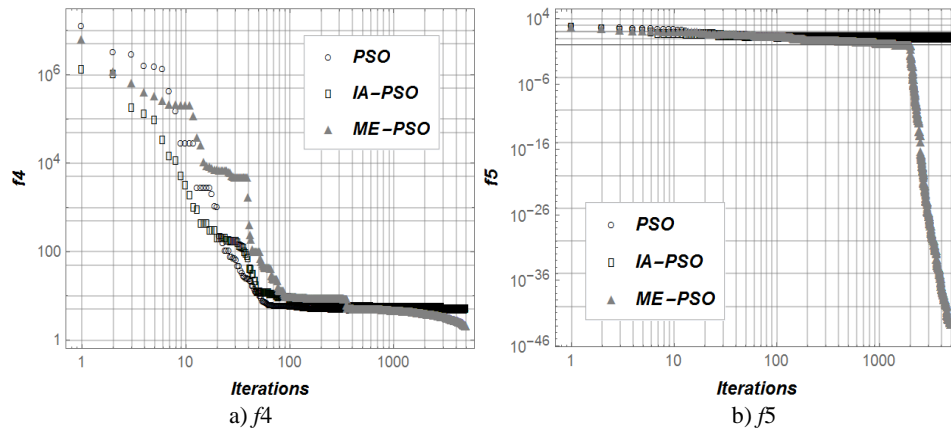 f4
10^6
10^4
100
1
1
10
100
1000
PSO
IA-PSO
ME-PSO
Iterations
a) f4
f5
10^4
10^-6
10^-16
10^-26
10^-36
10^-46
1
10
100
1000
PSO
IA-PSO
ME-PSO
Iterations
b) f5